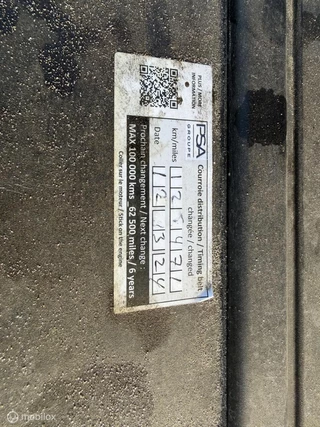 PSA
GROUPE
PLUS / MORE
INFORMATION
Courroie distribution / Timing belt
changée / changed
km/miles
Date
Prochain changement / Next change :
MAX 100 000 kms _62 500 miles / 6 years
Coller sur le moteur / Stick on the engine
mobilox